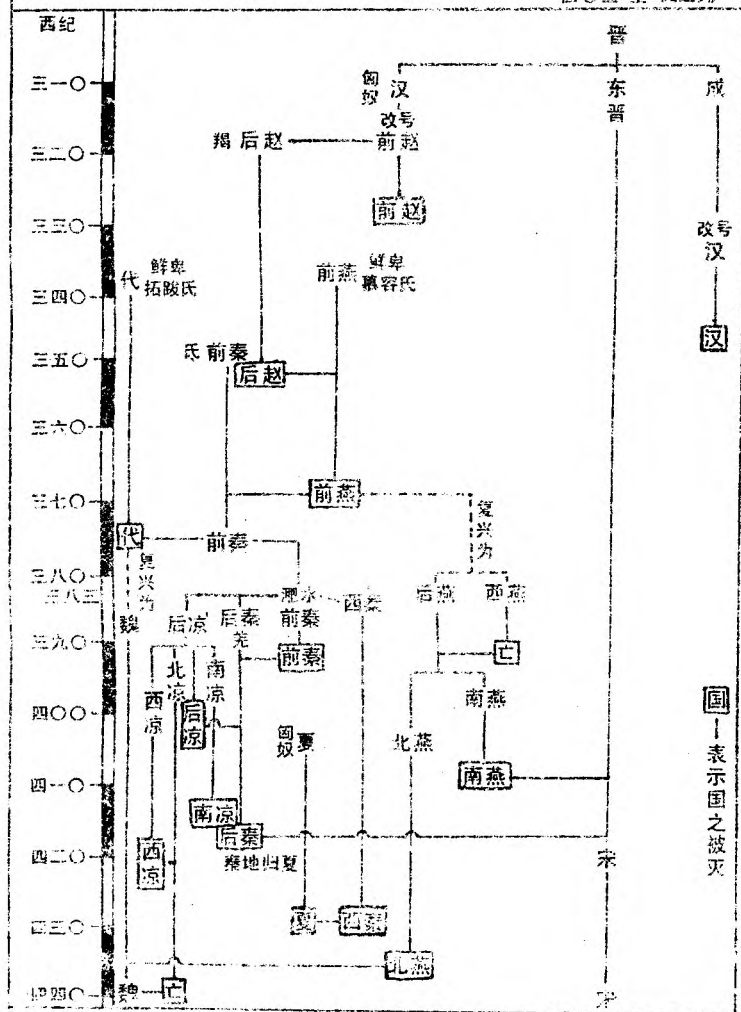 西纪
晋
三一〇
匈奴
汉
东晋
成
改号
羯
后赵
前赵
三二〇
前赵
三三〇
改号
汉
代
鲜卑
拓跋氏
前燕
鲜卑
慕容氏
三四〇
汉
三五〇
氐
前秦
后赵
三六〇
前燕
三七〇
复兴为
代
前秦
三八〇
三八三
复兴为
淝水
前秦
西秦
后燕
西燕
魏
后凉
后秦
羌
三九〇
前秦
亡
西凉
北凉
南凉
南燕
四〇〇
后凉
匈奴
夏
北燕
国
表示国之被灭
四一〇
南燕
南凉
后秦
四二〇
西凉
秦地归夏
宋
四三〇
夏
西秦
北燕
四四〇
魏
亡
宋